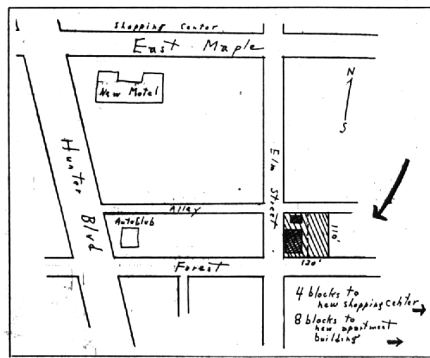 Shopping Center
East Maple
New Motel
N
S
Hunter Blvd
Elm Street
Alley
AutoClub
110'
120'
Forest
4 blocks to
new shopping center
8 blocks to
new apartment
building